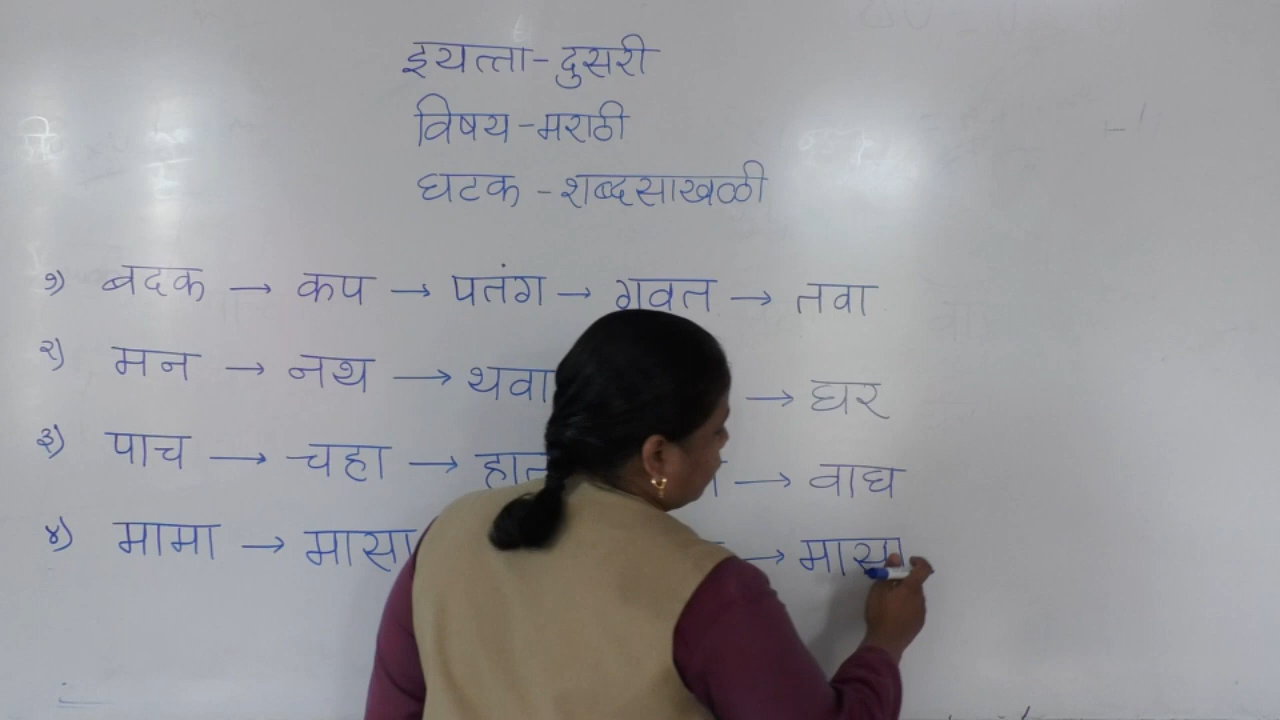 इयत्ता-दुसरी
विषय-मराठी
घटक - शब्दसाखळी
१) बदक → कप → पतंग → गवत → तवा
२) मन → नथ → → घर
३) पाच → चहा → → वाघ
४) मामा → मासा → मासा